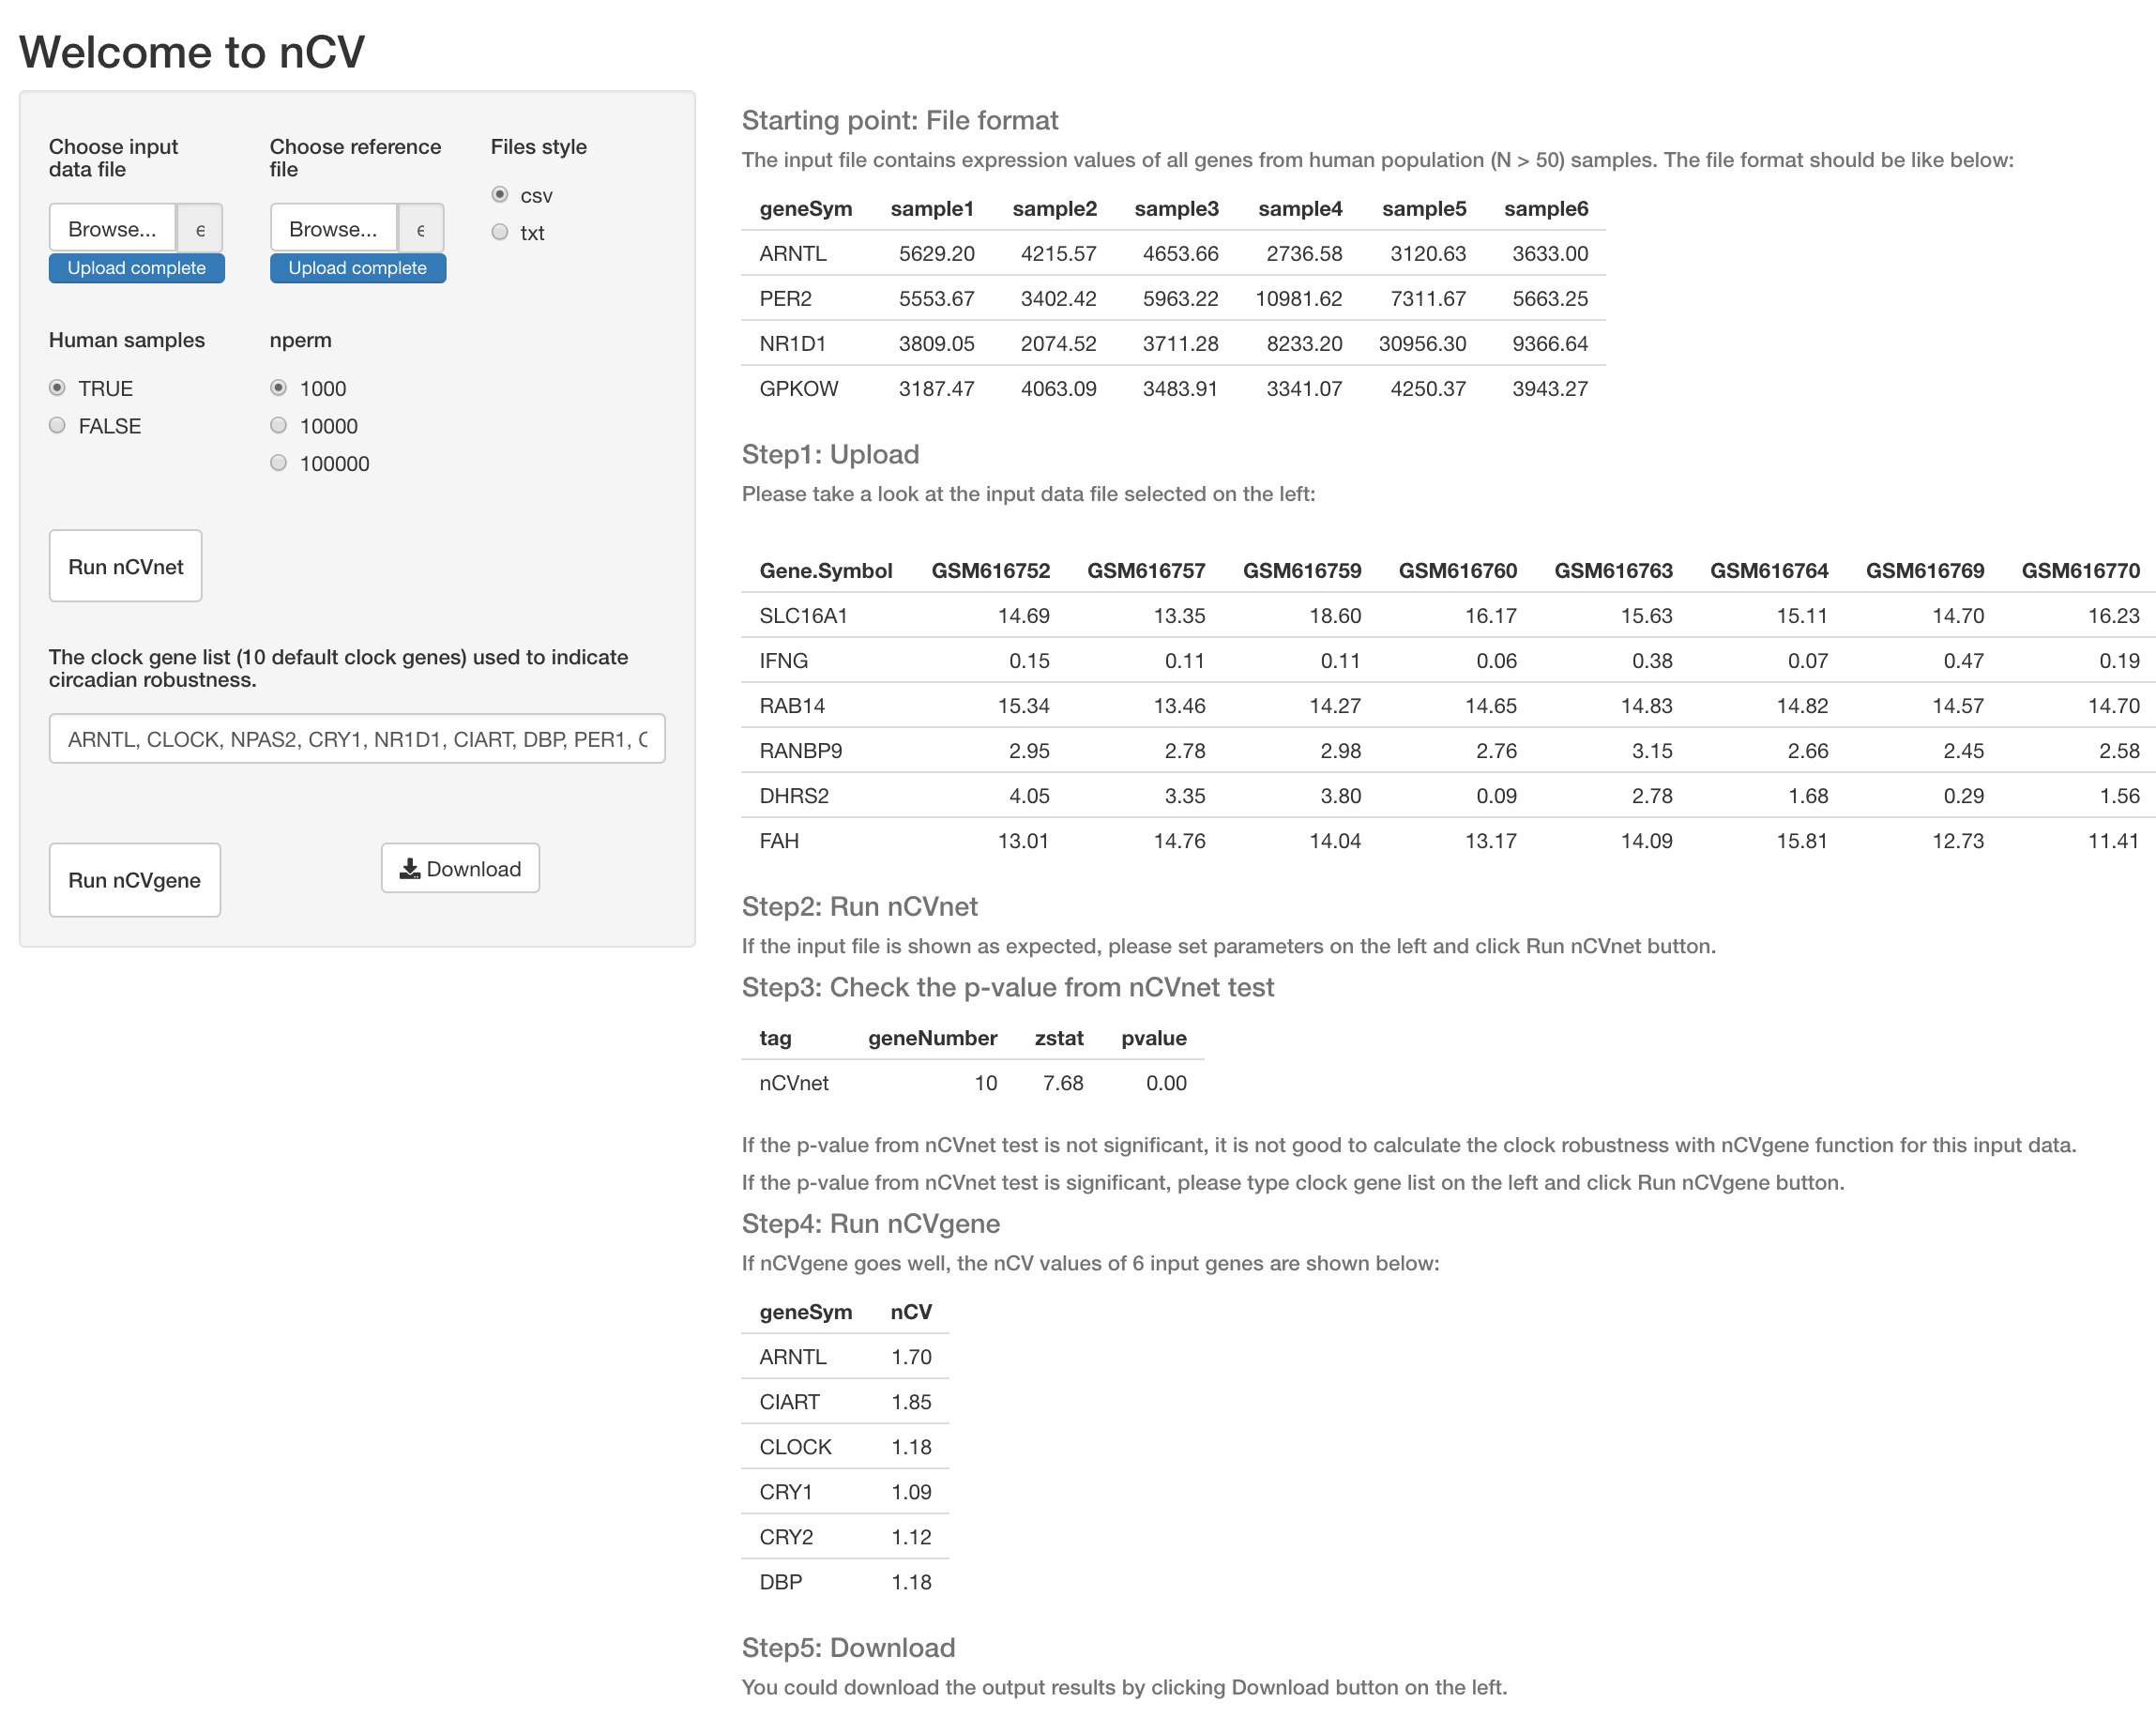 Welcome to nCV
Choose input
data file
Choose reference
file
Files style
Browse...
e
Browse...
e
csv
txt
Upload complete
Upload complete
Human samples
nperm
TRUE
FALSE
1000
10000
100000
Run nCVnet
The clock gene list (10 default clock genes) used to indicate
circadian robustness.
ARNTL, CLOCK, NPAS2, CRY1, NR1D1, CIART, DBP, PER1, C
Run nCVgene
Download
Starting point: File format
The input file contains expression values of all genes from human population (N > 50) samples. The file format should be like below:
geneSym sample1 sample2 sample3 sample4 sample5 sample6
ARNTL 5629.20 4215.57 4653.66 2736.58 3120.63 3633.00
PER2 5553.67 3402.42 5963.22 10981.62 7311.67 5663.25
NR1D1 3809.05 2074.52 3711.28 8233.20 30956.30 9366.64
GPKOW 3187.47 4063.09 3483.91 3341.07 4250.37 3943.27
Step1: Upload
Please take a look at the input data file selected on the left:
Gene.Symbol GSM616752 GSM616757 GSM616759 GSM616760 GSM616763 GSM616764 GSM616769 GSM616770
SLC16A1 14.69 13.35 18.60 16.17 15.63 15.11 14.70 16.23
IFNG 0.15 0.11 0.11 0.06 0.38 0.07 0.47 0.19
RAB14 15.34 13.46 14.27 14.65 14.83 14.82 14.57 14.70
RANBP9 2.95 2.78 2.98 2.76 3.15 2.66 2.45 2.58
DHRS2 4.05 3.35 3.80 0.09 2.78 1.68 0.29 1.56
FAH 13.01 14.76 14.04 13.17 14.09 15.81 12.73 11.41
Step2: Run nCVnet
If the input file is shown as expected, please set parameters on the left and click Run nCVnet button.
Step3: Check the p-value from nCVnet test
tag geneNumber zstat pvalue
nCVnet 10 7.68 0.00
If the p-value from nCVnet test is not significant, it is not good to calculate the clock robustness with nCVgene function for this input data.
If the p-value from nCVnet test is significant, please type clock gene list on the left and click Run nCVgene button.
Step4: Run nCVgene
If nCVgene goes well, the nCV values of 6 input genes are shown below:
geneSym nCV
ARNTL 1.70
CIART 1.85
CLOCK 1.18
CRY1 1.09
CRY2 1.12
DBP 1.18
Step5: Download
You could download the output results by clicking Download button on the left.